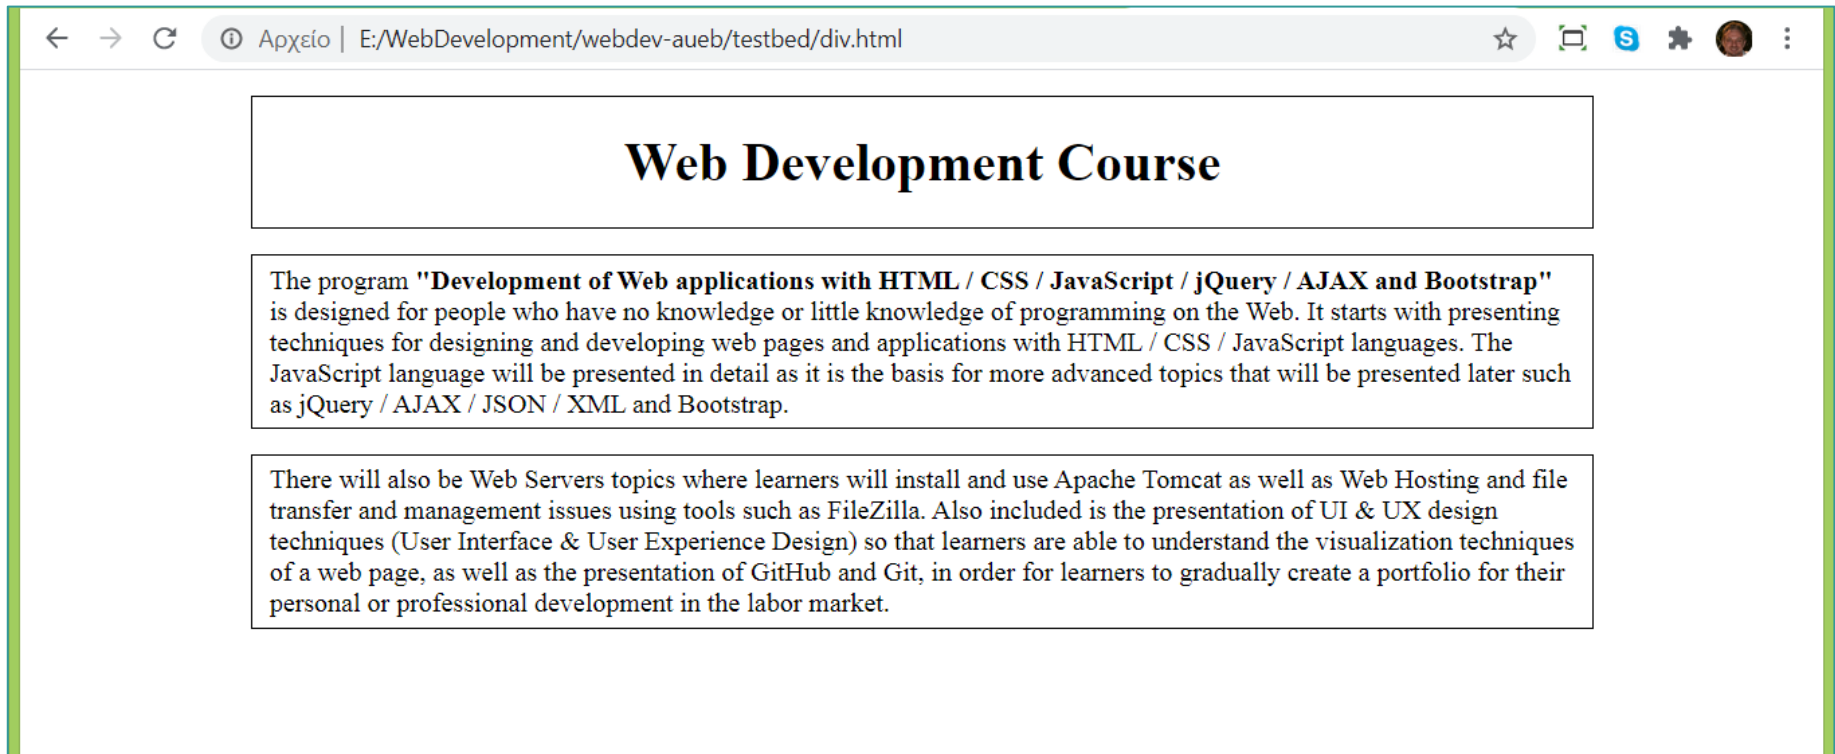 Αρχείο | E:/WebDevelopment/webdev-aueb/testbed/div.html
S
Web Development Course
The program "Development of Web applications with HTML / CSS / JavaScript / jQuery / AJAX and Bootstrap"
is designed for people who have no knowledge or little knowledge of programming on the Web. It starts with presenting
techniques for designing and developing web pages and applications with HTML / CSS / JavaScript languages. The
JavaScript language will be presented in detail as it is the basis for more advanced topics that will be presented later such
as jQuery / AJAX / JSON / XML and Bootstrap.
There will also be Web Servers topics where learners will install and use Apache Tomcat as well as Web Hosting and file
transfer and management issues using tools such as FileZilla. Also included is the presentation of UI & UX design
techniques (User Interface & User Experience Design) so that learners are able to understand the visualization techniques
of a web page, as well as the presentation of GitHub and Git, in order for learners to gradually create a portfolio for their
personal or professional development in the labor market.